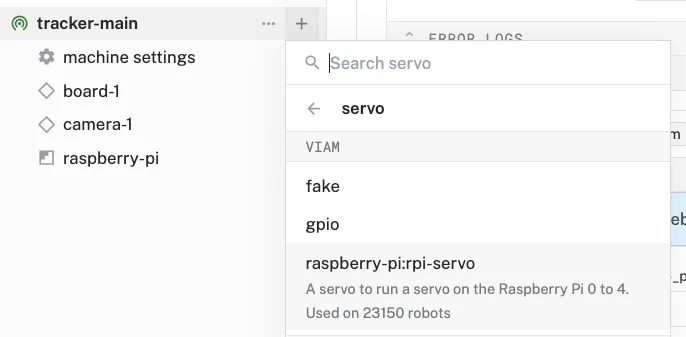 tracker-main
machine settings
board-1
camera-1
raspberry-pi
ERROR LOGS
Search servo
servo
VIAM
fake
gpio
raspberry-pi:rpi-servo
A servo to run a servo on the Raspberry Pi 0 to 4.
Used on 23150 robots